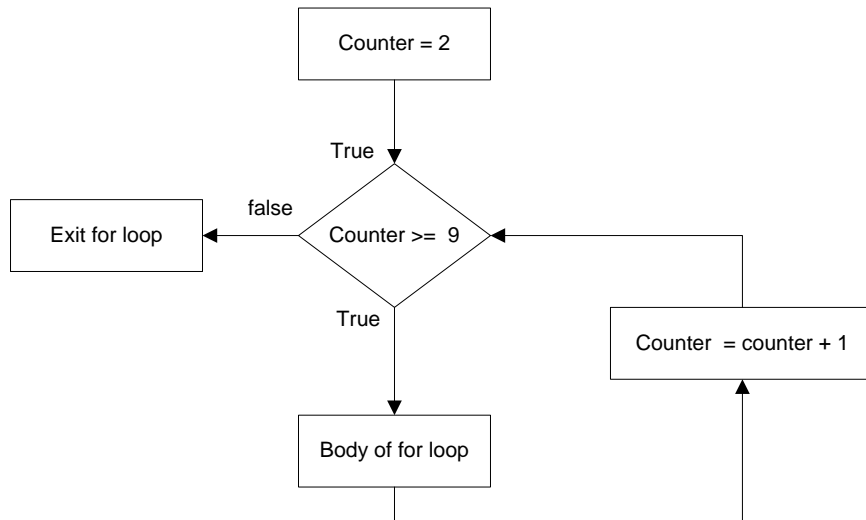 Counter = 2
True
false
Exit for loop
Counter >=  9
True
Counter  = counter + 1
Body of for loop